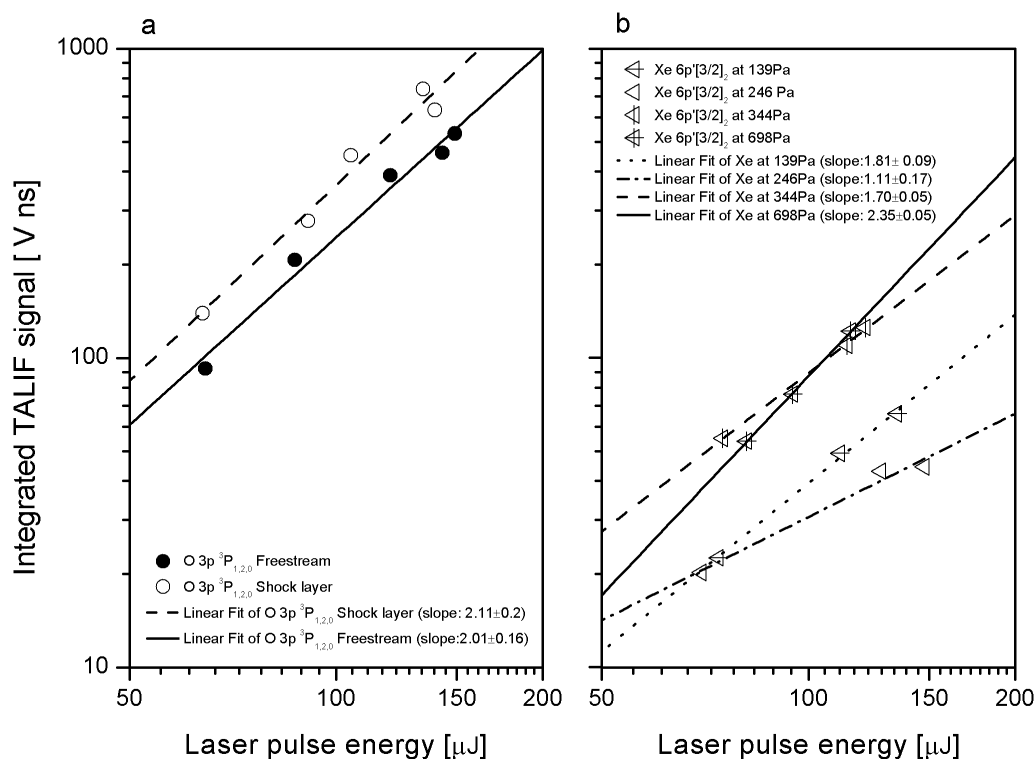 a
b
1000
100
10
Integrated TALIF signal [ V ns]
O 3p ³P1,2,0 Freestream
O 3p ³P1,2,0 Shock layer
Linear Fit of O 3p ³P1,2,0 Shock layer (slope: 2.11±0.2)
Linear Fit of O 3p ³P1,2,0 Freestream (slope:2.01±0.16)
50
100
150
200
Laser pulse energy [μJ]
Xe 6p'[3/2]2 at 139Pa
Xe 6p'[3/2]2 at 246 Pa
Xe 6p'[3/2]2 at 344Pa
Xe 6p'[3/2]2 at 698Pa
Linear Fit of Xe at 139Pa (slope:1.81± 0.09)
Linear Fit of Xe at 246Pa (slope:1.11±0.17)
Linear Fit of Xe at 344Pa (slope:1.70±0.05)
Linear Fit of Xe at 698Pa (slope: 2.35±0.05)
50
100
150
200
Laser pulse energy [μJ]